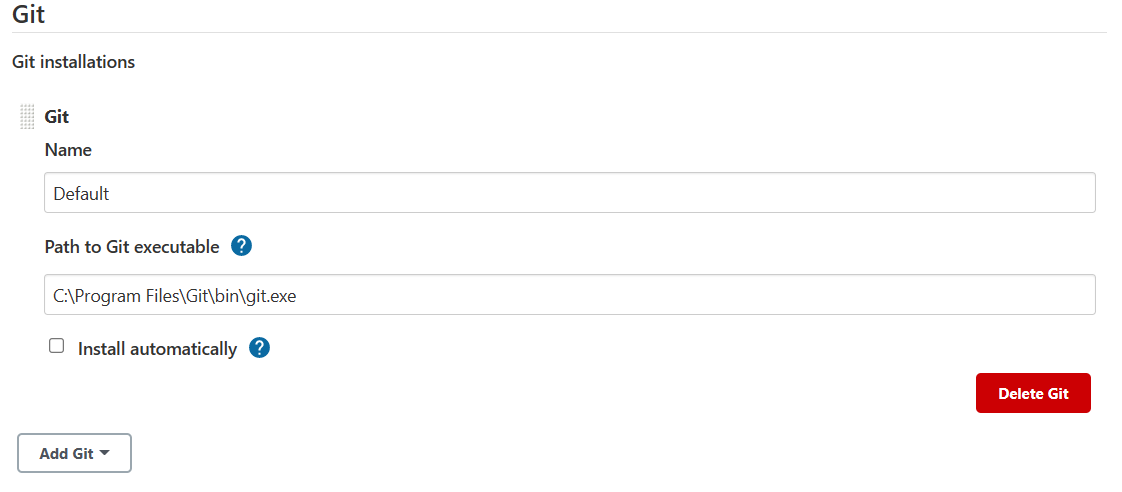 Git
Git installations
Git
Name
Default
Path to Git executable ?
C:\Program Files\Git\bin\git.exe
Install automatically ?
Delete Git
Add Git